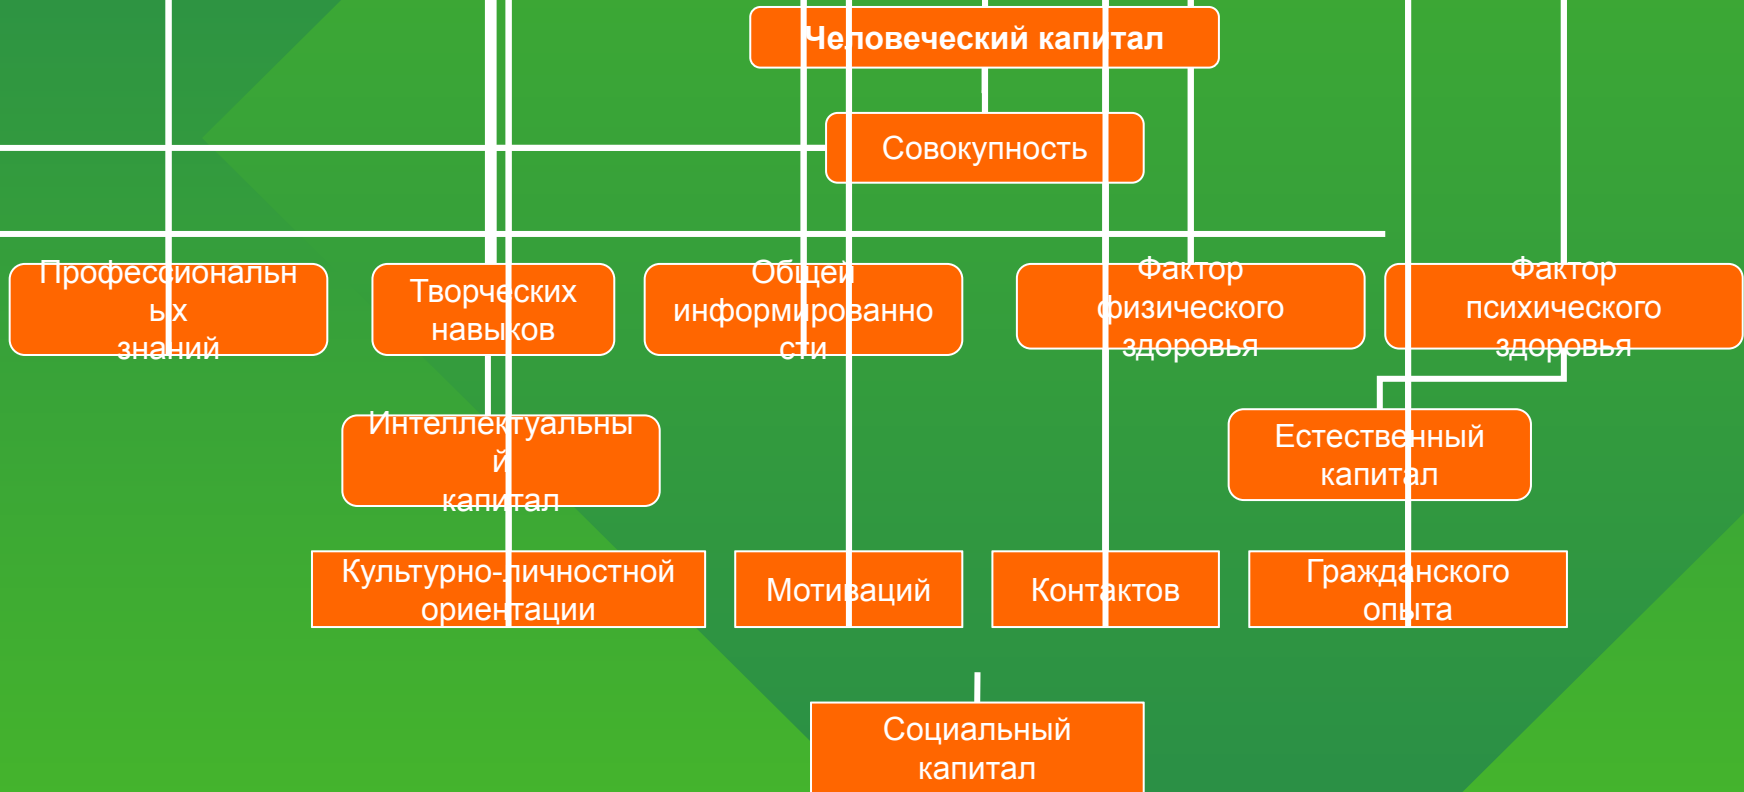 Человеческий капитал
Совокупность
Профессиональн
ых
знаний
Творческих
навыков
Общей
информированно
сти
Фактор
физического
здоровья
Фактор
психического
здоровья
Интеллектуальны
й
капитал
Естественный
капитал
Культурно-личностной
ориентации
Мотиваций
Контактов
Гражданского
опыта
Социальный
капитал